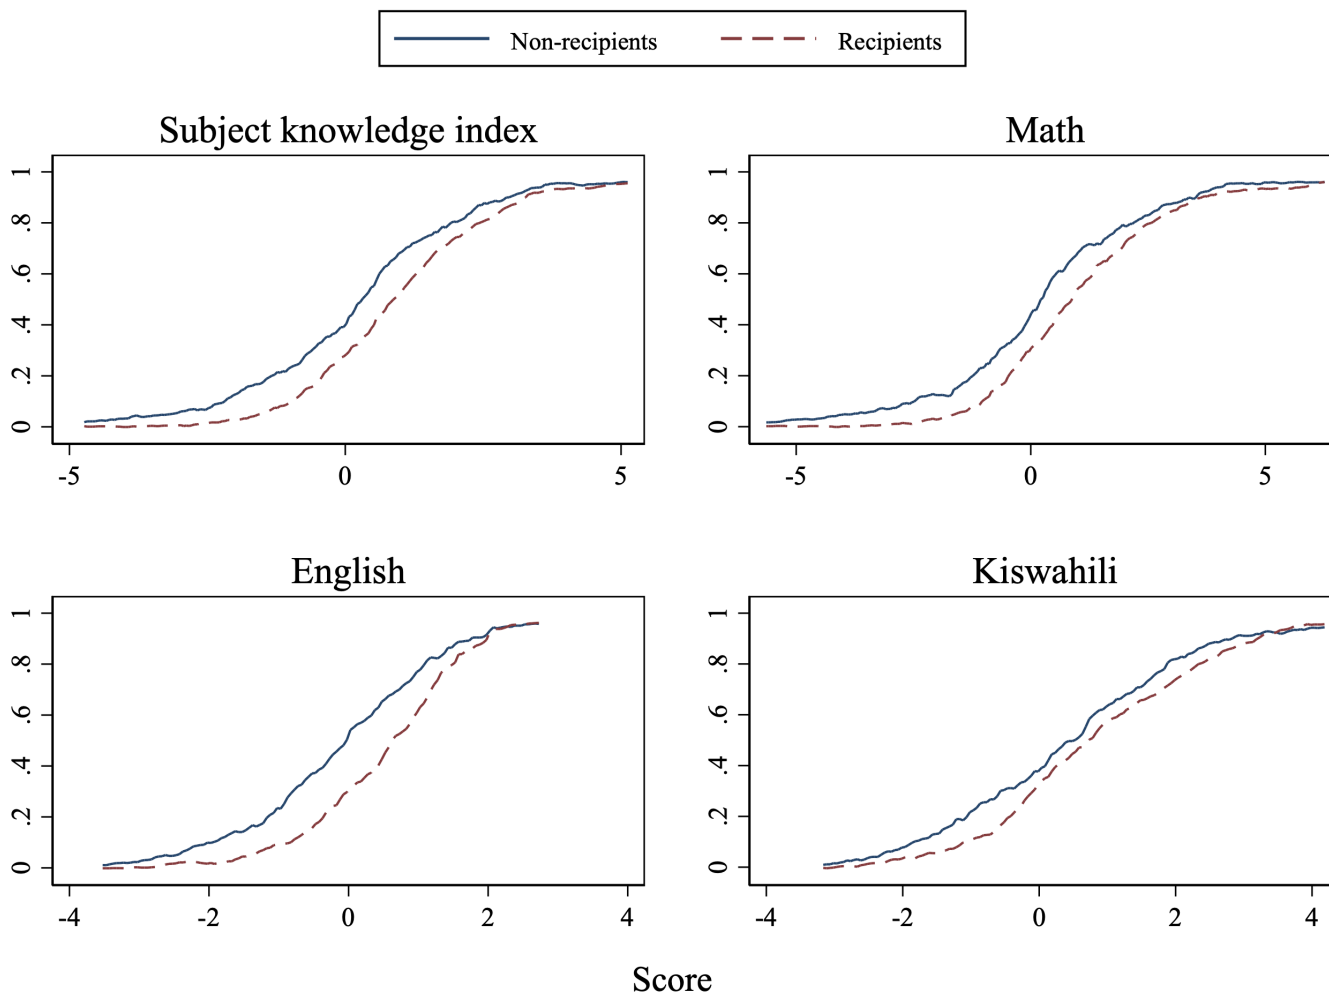 Non-recipients Recipients
Subject knowledge index
1
.8
.6
.4
.2
0
-5 0 5
Math
1
.8
.6
.4
.2
0
-5 0 5
English
1
.8
.6
.4
.2
0
-4 -2 0 2 4
Kiswahili
1
.8
.6
.4
.2
0
-4 -2 0 2 4
Score